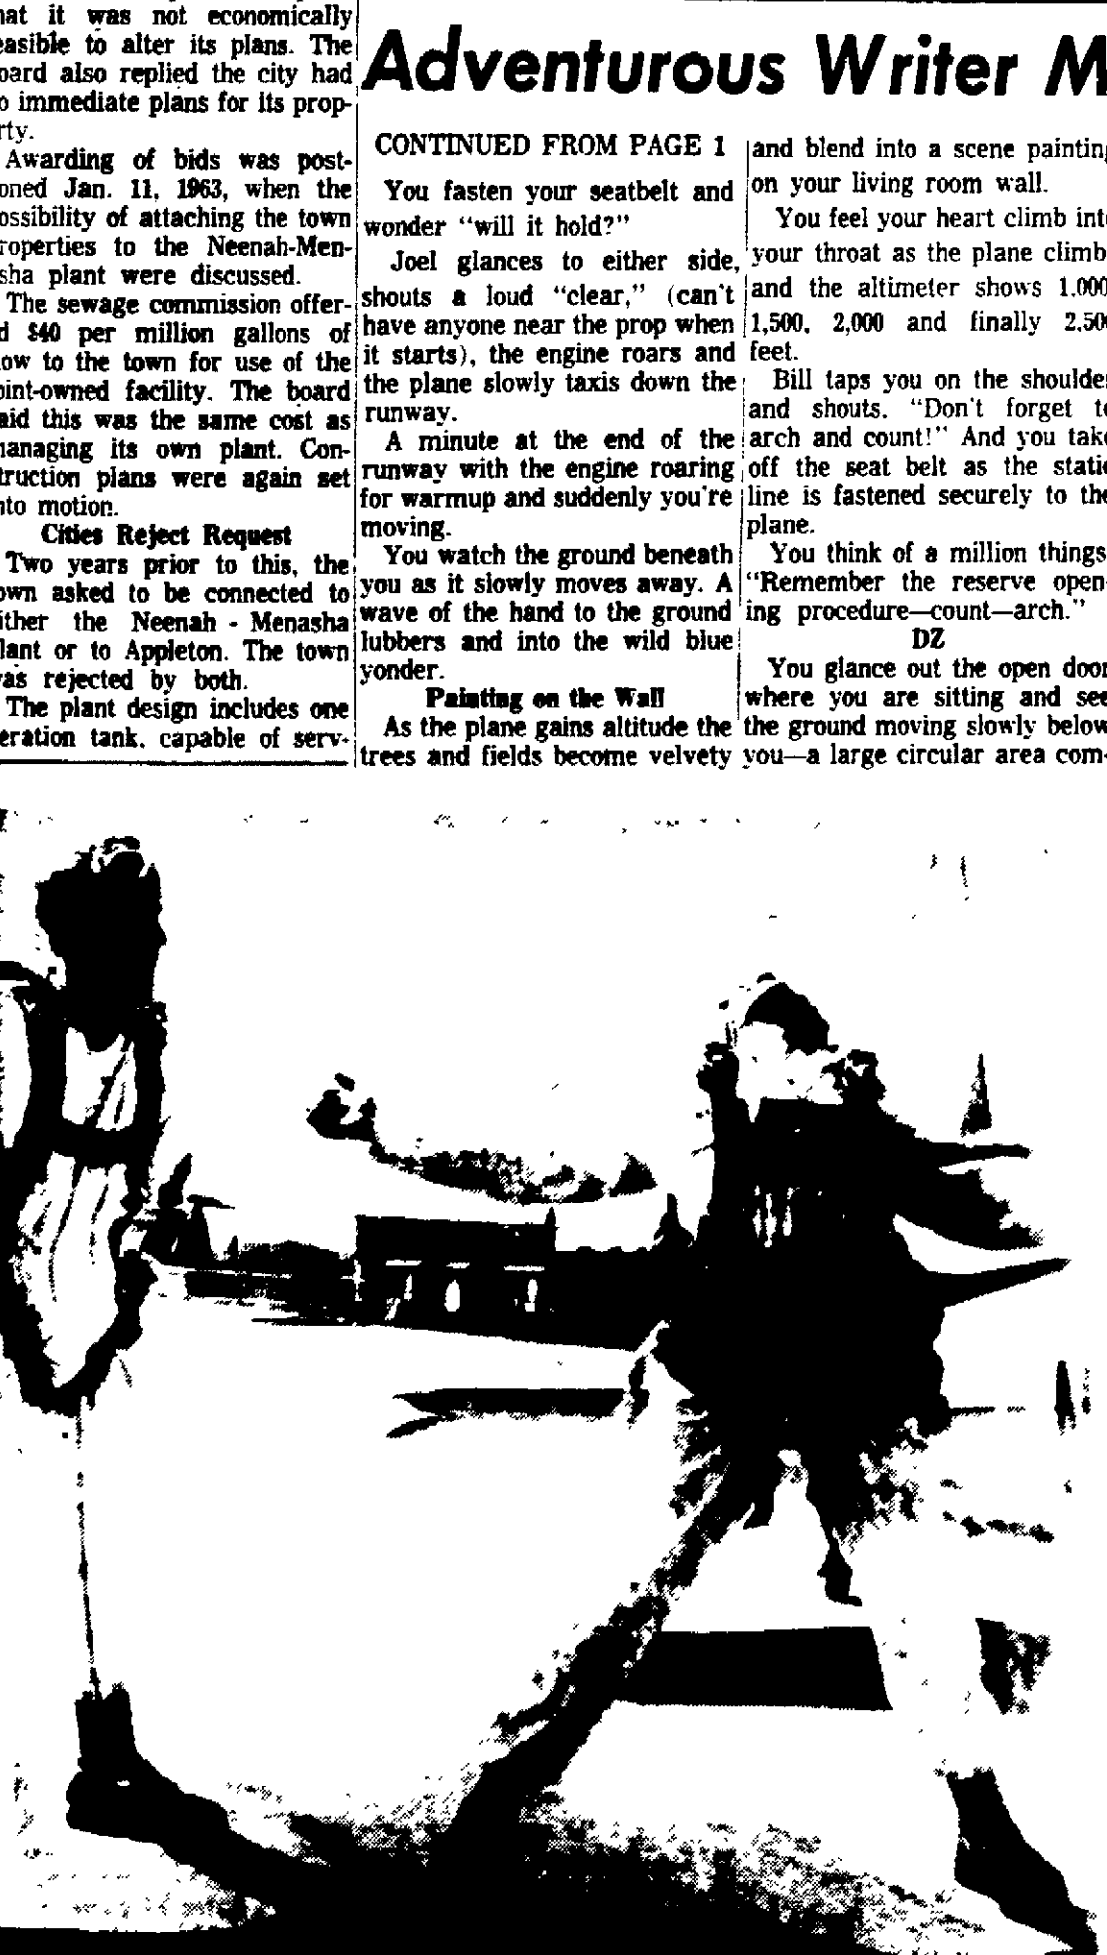 hat it was not economically
easible to alter its plans. The
oard also replied the city had
o immediate plans for its prop-
rty.
Awarding of bids was post-
oned Jan. 11, 1963, when the
ossibility of attaching the town
roperties to the Neenah-Men-
sha plant were discussed.
The sewage commission offer-
d $40 per million gallons of
ow to the town for use of the
oint-owned facility. The board
aid this was the same cost as
anaging its own plant. Con-
truction plans were again set
nto motion.
Cities Reject Request
Two years prior to this, the
own asked to be connected to
ither the Neenah - Menasha
lant or to Appleton. The town
as rejected by both.
The plant design includes one
eration tank, capable of serv-
Adventurous Writer M
CONTINUED FROM PAGE 1
You fasten your seatbelt and
wonder "will it hold?"
Joel glances to either side,
shouts a loud "clear," (can't
have anyone near the prop when
it starts), the engine roars and
the plane slowly taxis down the
runway.
A minute at the end of the
runway with the engine roaring
for warmup and suddenly you're
moving.
You watch the ground beneath
you as it slowly moves away. A
wave of the hand to the ground
lubbers and into the wild blue
yonder.
Painting on the Wall
As the plane gains altitude the
trees and fields become velvety
and blend into a scene painting
on your living room wall.
You feel your heart climb int
your throat as the plane climb
and the altimeter shows 1,000
1,500, 2,000 and finally 2,50
feet.
Bill taps you on the shoulder
and shouts, "Don't forget t
arch and count!" And you take
off the seat belt as the stati
line is fastened securely to the
plane.
You think of a million things.
"Remember the reserve open-
ing procedure—count—arch."
DZ
You glance out the open door
where you are sitting and see
the ground moving slowly below
you—a large circular area com-